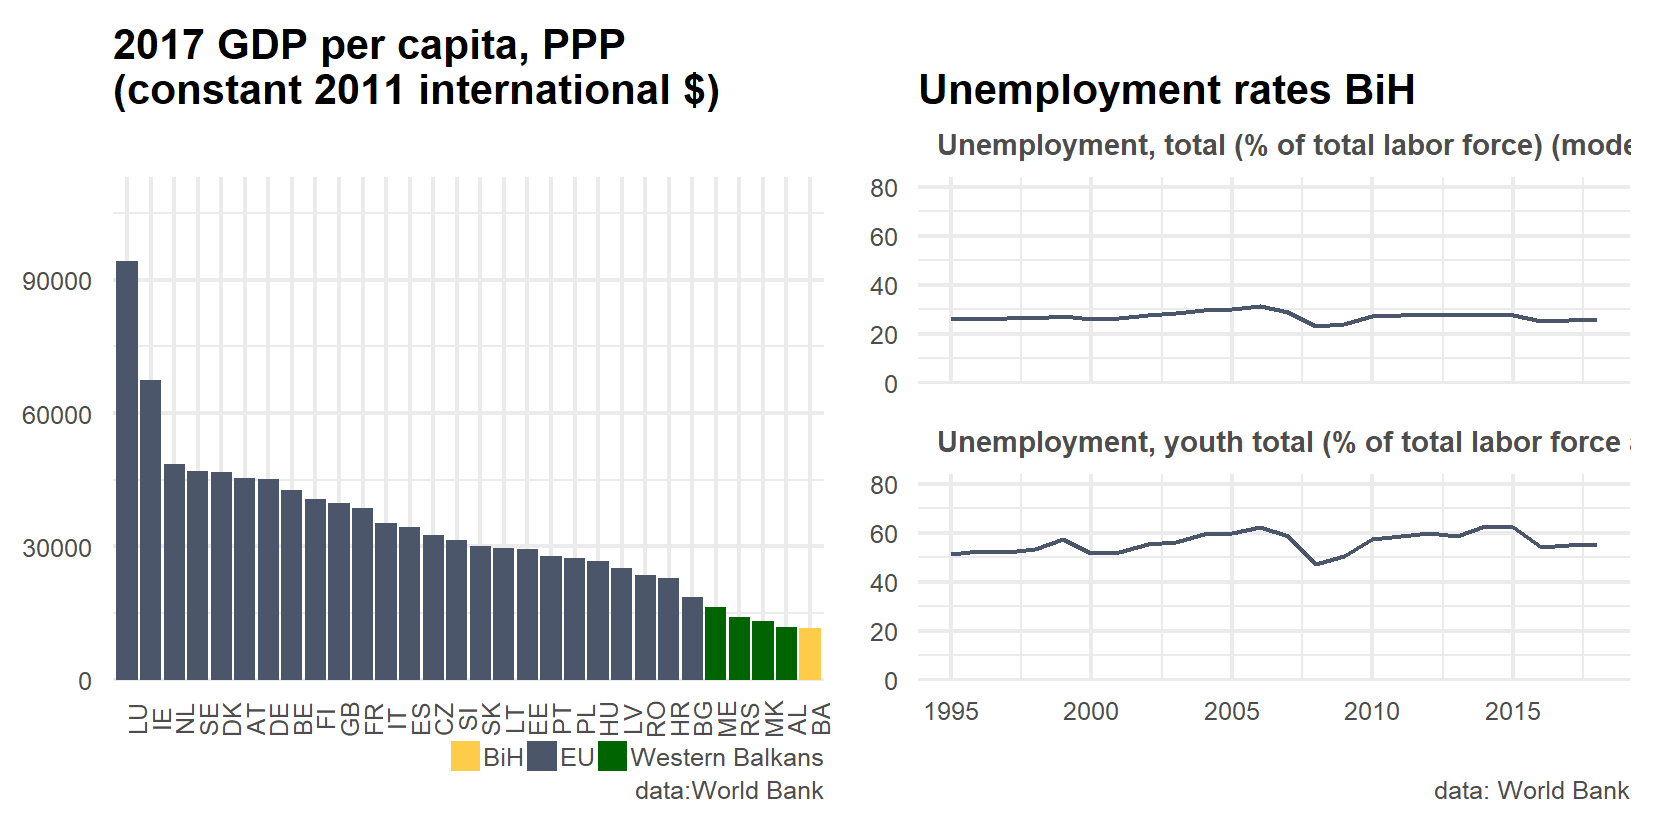 2017 GDP per capita, PPP
(constant 2011 international $)
90000
60000
30000
0
LU IE NL SE DK AT DE BE FI GB FR IT ES CZ SI SK LT EE PT PL HU LV RO HR BG ME RS MK AL BA
BiH EU Western Balkans
data:World Bank
Unemployment rates BiH
Unemployment, total (% of total labor force) (mode
80
60
40
20
0
Unemployment, youth total (% of total labor force
80
60
40
20
0
1995 2000 2005 2010 2015
data: World Bank